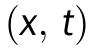 (x, t)